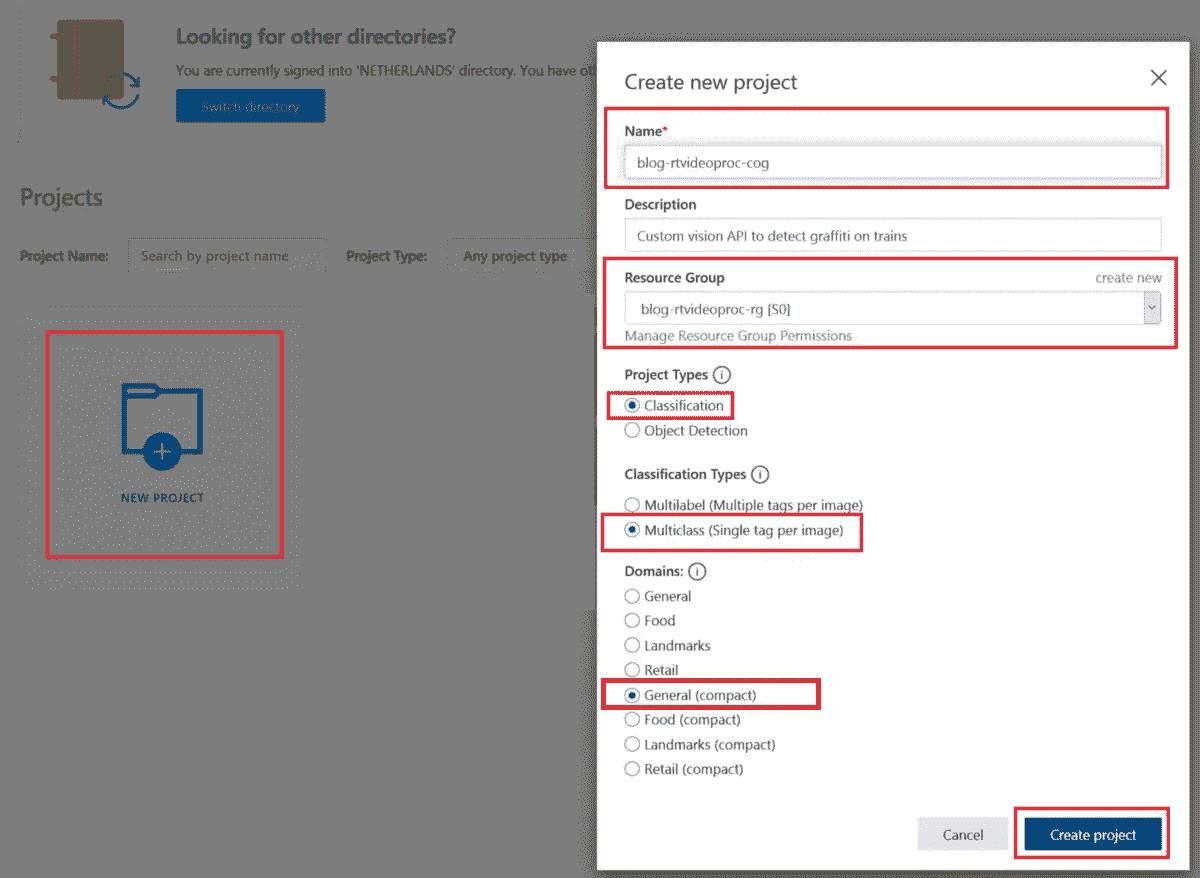 Looking for other directories?
You are currently signed into 'NETHERLANDS' directory. You have
Switch directory
Projects
Project Name:
Search by project name
Project Type:
Any project type
NEW PROJECT
Create new project
Name*
blog-rtvideoproc-cog
Description
Custom vision API to detect graffiti on trains
Resource Group
create new
blog-rtvideoproc-rg [S0]
Manage Resource Group Permissions
Project Types
Classification
Object Detection
Classification Types
Multilabel (Multiple tags per image)
Multiclass (Single tag per image)
Domains:
General
Food
Landmarks
Retail
General (compact)
Food (compact)
Landmarks (compact)
Retail (compact)
Cancel
Create project